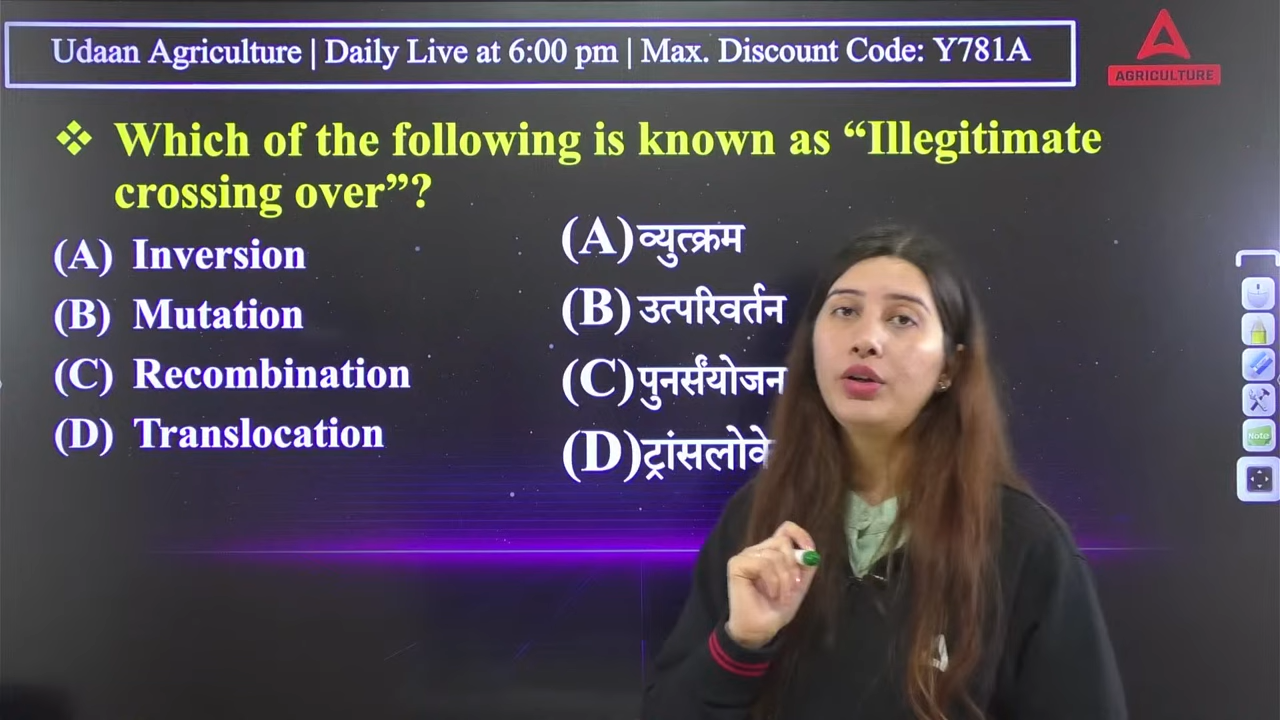 Udaan Agriculture | Daily Live at 6:00 pm | Max. Discount Code: Y781A
AGRICULTURE
❖ Which of the following is known as “Illegitimate
crossing over”?
(A) Inversion
(B) Mutation
(C) Recombination
(D) Translocation
(A) व्युत्क्रम
(B) उत्परिवर्तन
(C) पुनर्संयोजन
(D)
Note